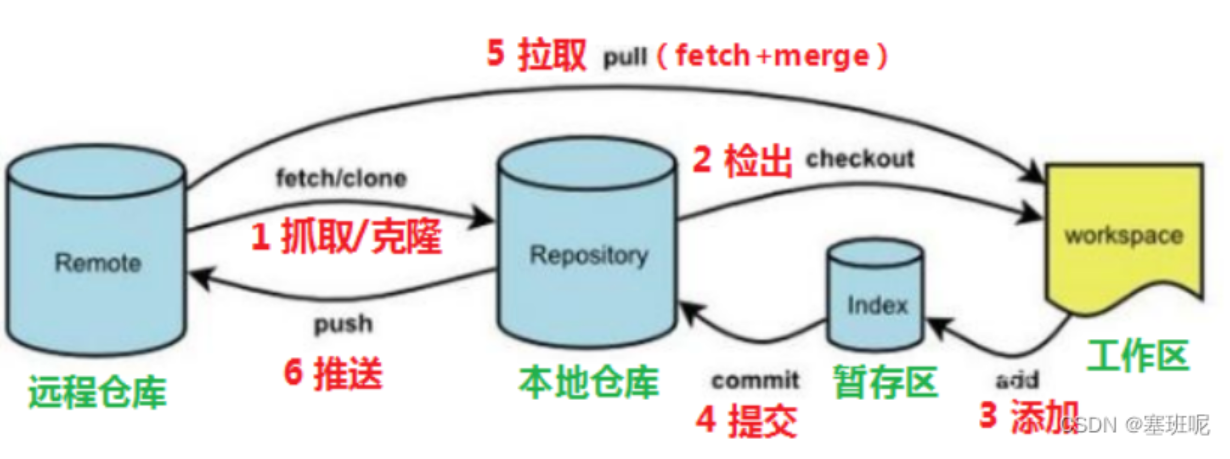 5 拉取 pull（fetch+merge）
fetch/clone
2 检出 checkout
1 抓取/克隆
workspace
Remote
Repository
Index
push
工作区
6 推送
远程仓库
本地仓库
commit
暂存区
add
4 提交
3 添加
CSDN @塞班呢